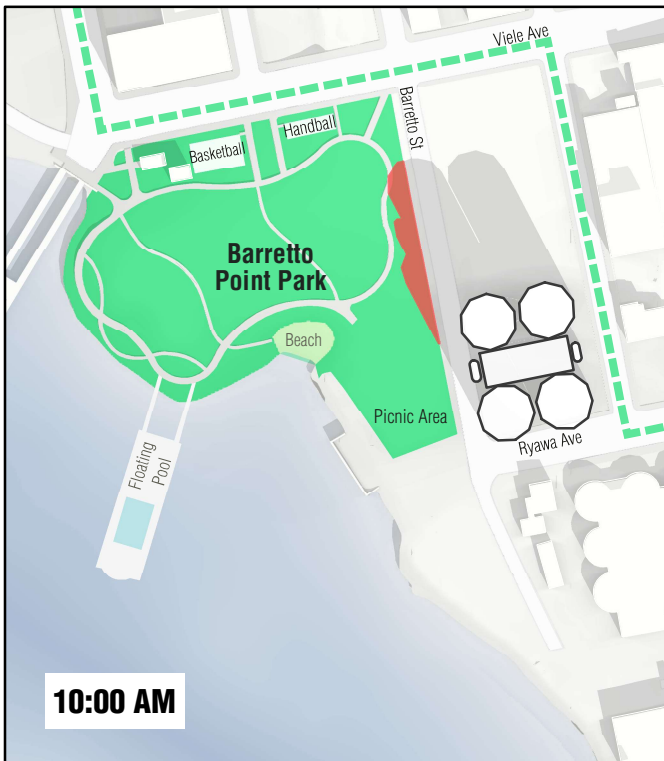 Viele Ave
Barretto St
Handball
Basketball
Barretto
Point Park
Beach
Picnic Area
Ryawa Ave
Floating
Pool
10:00 AM